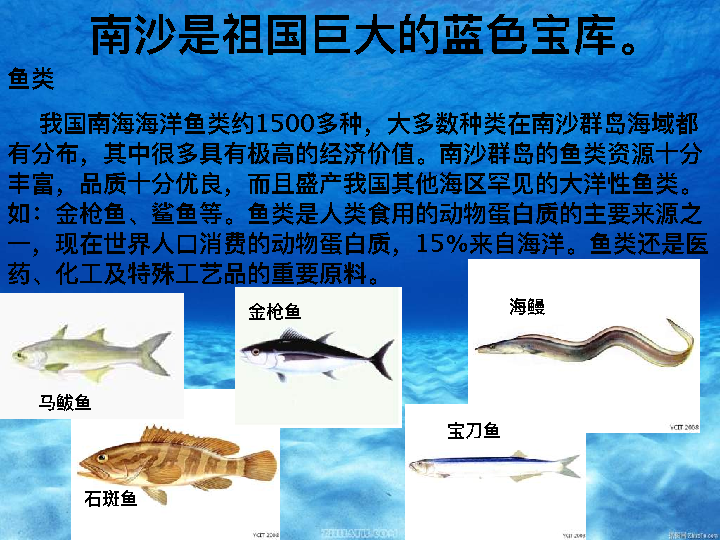 南沙是祖国巨大的蓝色宝库。
鱼类
我国南海海洋鱼类约1500多种，大多数种类在南沙群岛海域都
有分布，其中很多具有极高的经济价值。南沙群岛的鱼类资源十分
丰富，品质十分优良，而且盛产我国其他海区罕见的大洋性鱼类。
如：金枪鱼、鲨鱼等。鱼类是人类食用的动物蛋白质的主要来源之
一，现在世界人口消费的动物蛋白质，15%来自海洋。鱼类还是医
药、化工及特殊工艺品的重要原料。
金枪鱼
海鳗
马鲅鱼
宝刀鱼
石斑鱼
YCIT 2008
YCIT 2008
YCIT 2008